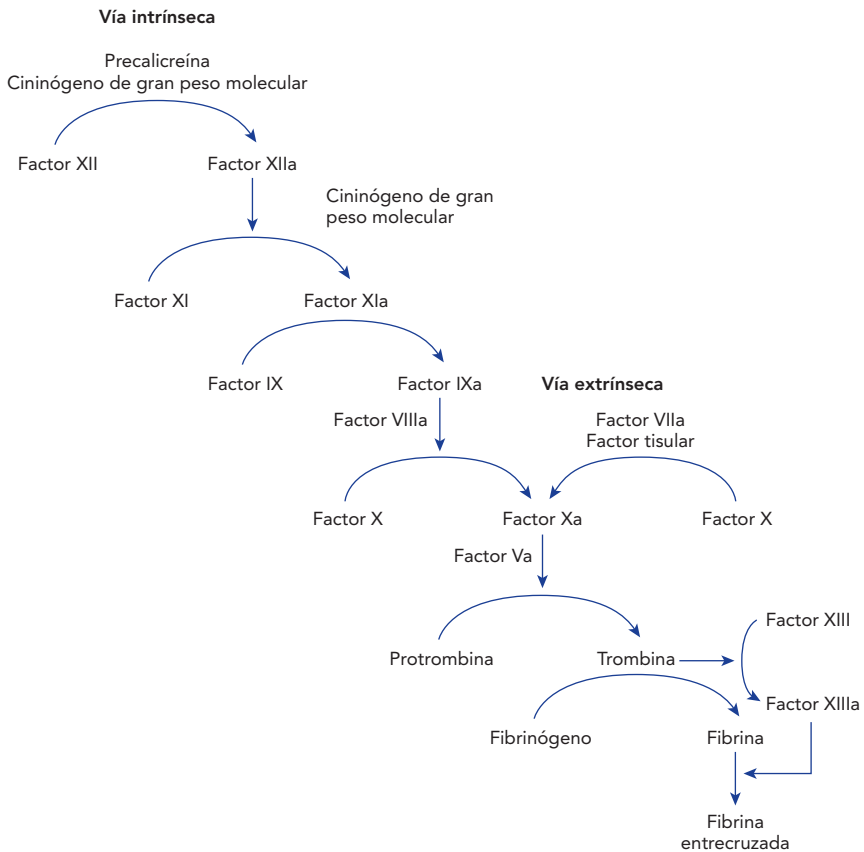 Vía intrínseca
Precalicreína
Cininógeno de gran peso molecular
Factor XII
Factor XIIa
Cininógeno de gran
peso molecular
Factor XI
Factor XIa
Factor IX
Factor IXa
Vía extrínseca
Factor VIIIa
Factor VIIa
Factor tisular
Factor X
Factor Xa
Factor X
Factor Va
Protrombina
Trombina
Factor XIII
Factor XIIIa
Fibrinógeno
Fibrina
Fibrina
entrecruzada